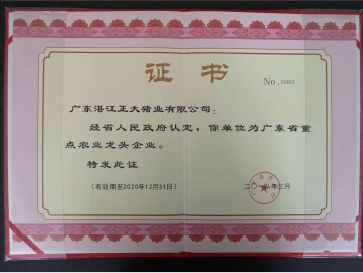 证书
No.
广东湛江正大猪业有限公司：
经省人民政府认定，你单位为广东省重
点农业龙头企业。
特发此证
（有效期至2020年12月31日）